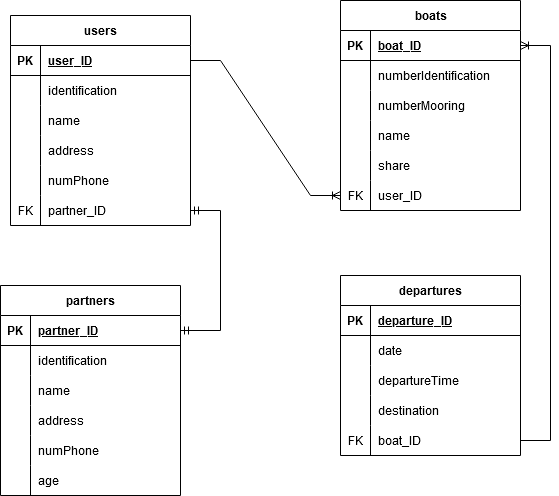 users
PK user_ID
identification
name
address
numPhone
FK partner_ID
boats
PK boat_ID
numberIdentification
numberMooring
name
share
FK user_ID
partners
PK partner_ID
identification
name
address
numPhone
age
departures
PK departure_ID
date
departureTime
destination
FK boat_ID